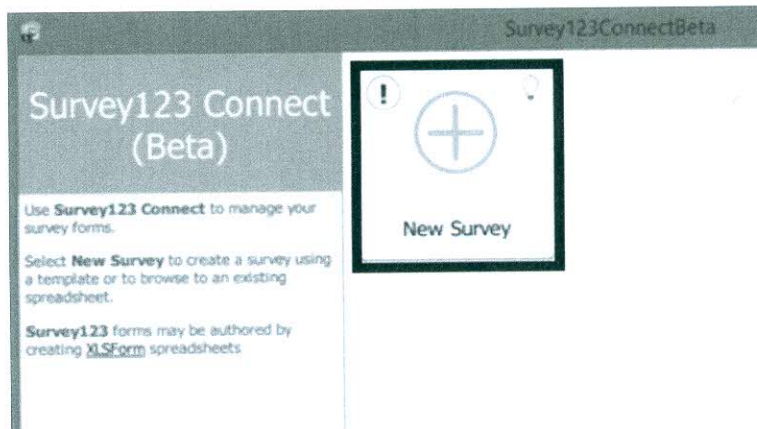 Survey123ConnectBeta
Survey123 Connect
(Beta)
Use Survey123 Connect to manage your
survey forms.
Select New Survey to create a survey using
a template or to browse to an existing
spreadsheet.
Survey123 forms may be authored by
creating XLSForm spreadsheets
!
New Survey